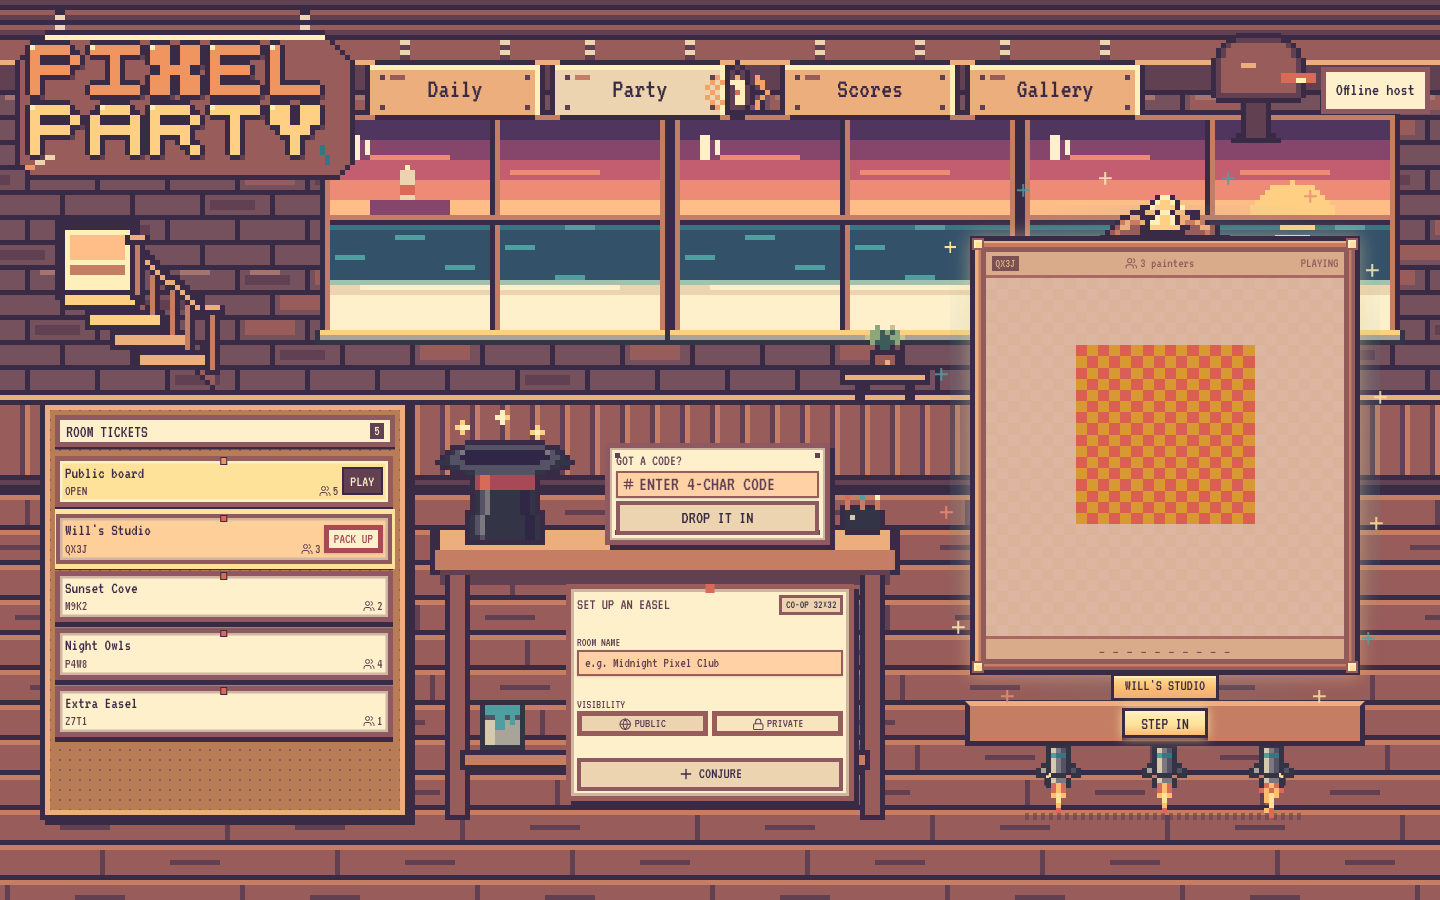 PIXEL
PARTY
Daily
Party
Scores
Gallery
Offline host
QX3J
3 painters
PLAYING
ROOM TICKETS
5
Public board
OPEN
5
PLAY
Will's Studio
QX3J
3
PACK UP
Sunset Cove
M9K2
2
Night Owls
P4W8
4
Extra Easel
Z7T1
1
GOT A CODE?
# ENTER 4-CHAR CODE
DROP IT IN
SET UP AN EASEL
CO-OP 32×32
ROOM NAME
e.g. Midnight Pixel Club
VISIBILITY
PUBLIC
PRIVATE
+ CONJURE
_ _ _ _ _ _ _ _ _ _
WILL'S STUDIO
STEP IN